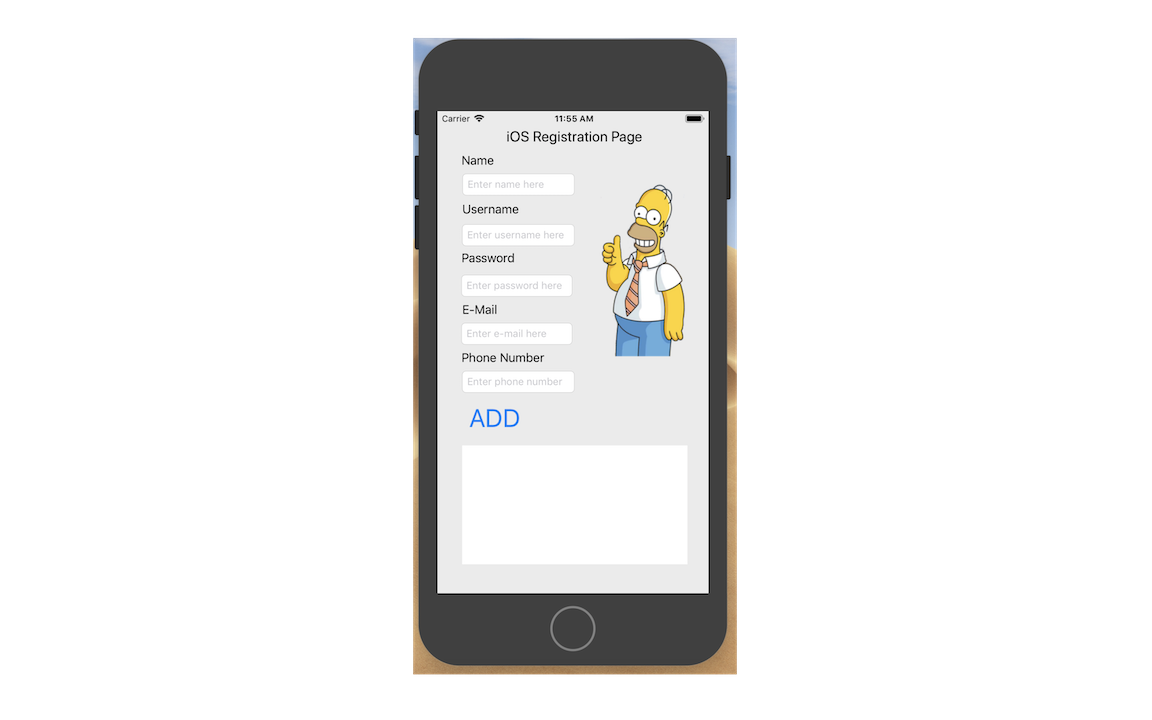 Carrier 11:55 AM
iOS Registration Page
Name
Enter name here
Username
Enter username here
Password
Enter password here
E-Mail
Enter e-mail here
Phone Number
Enter phone number
ADD